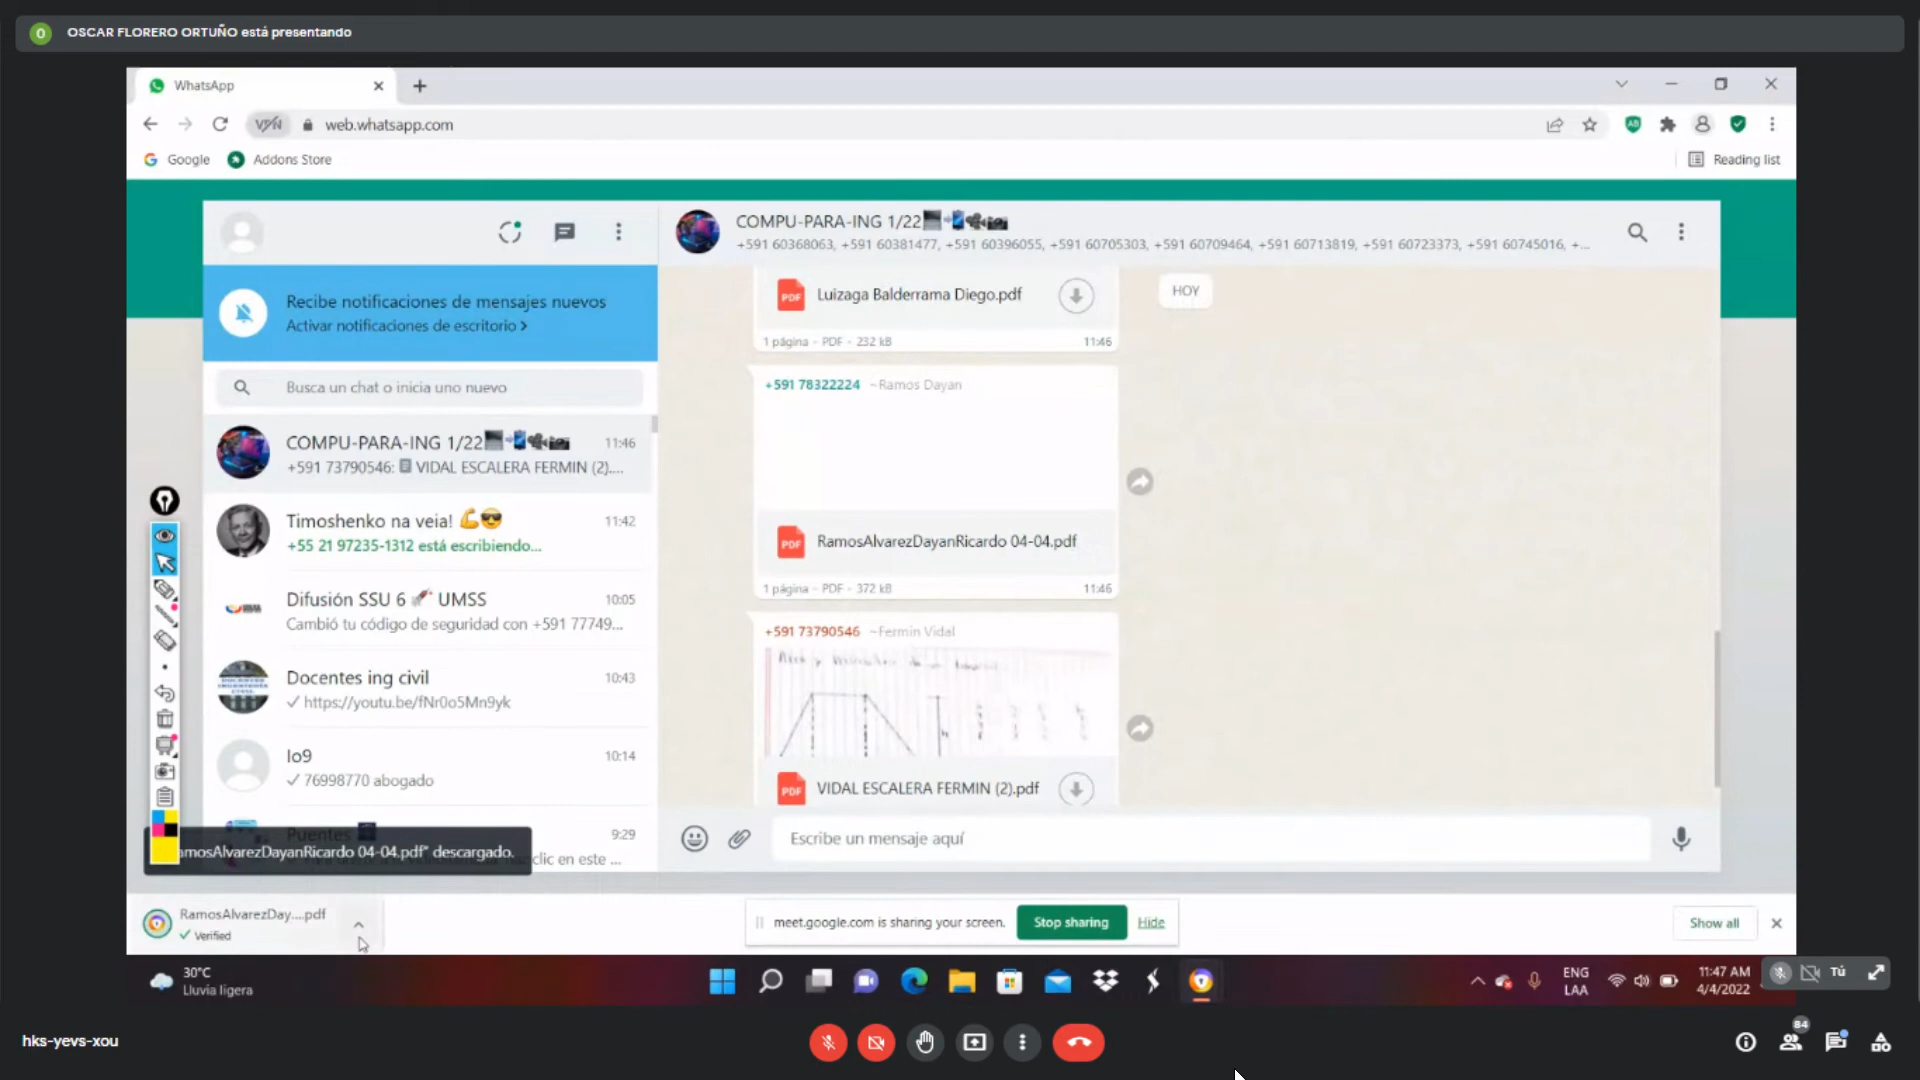 O OSCAR FLORERO ORTUÑO está presentando
WhatsApp
VPN web.whatsapp.com
Google Addons Store
Reading list
COMPU-PARA-ING 1/22
+591 60368063, +591 60381477, +591 60396055, +591 60705303, +591 60709464, +591 60713819, +591 60723373, +591 60745016, +...
Recibe notificaciones de mensajes nuevos
Activar notificaciones de escritorio >
Busca un chat o inicia uno nuevo
COMPU-PARA-ING 1/22 11:46
+591 73790546: VIDAL ESCALERA FERMIN (2)....
Timoshenko na veia! 💪😎 11:42
+55 21 97235-1312 está escribiendo...
Difusión SSU 6 UMSS 10:05
Cambió tu código de seguridad con +591 77749...
Docentes ing civil 10:43
https://youtu.be/fNr0o5Mn9yk
Io9 10:14
76998770 abogado
Puentes 9:29
clic en este ...
amosAlvarezDayanRicardo 04-04.pdf" descargado.
HOY
PDF Luizaga Balderrama Diego.pdf
1 página - PDF - 232 kB 11:46
+591 78322224 ~Ramos Dayan
PDF RamosAlvarezDayanRicardo 04-04.pdf
1 página - PDF - 372 kB 11:46
+591 73790546 ~Fermin Vidal
PDF VIDAL ESCALERA FERMIN (2).pdf
Escribe un mensaje aquí
RamosAlvarezDay....pdf
Verified
meet.google.com is sharing your screen. Stop sharing Hide
Show all
30°C
Lluvia ligera
ENG
LAA
11:47 AM
4/4/2022
Tú
hks-yevs-xou
84